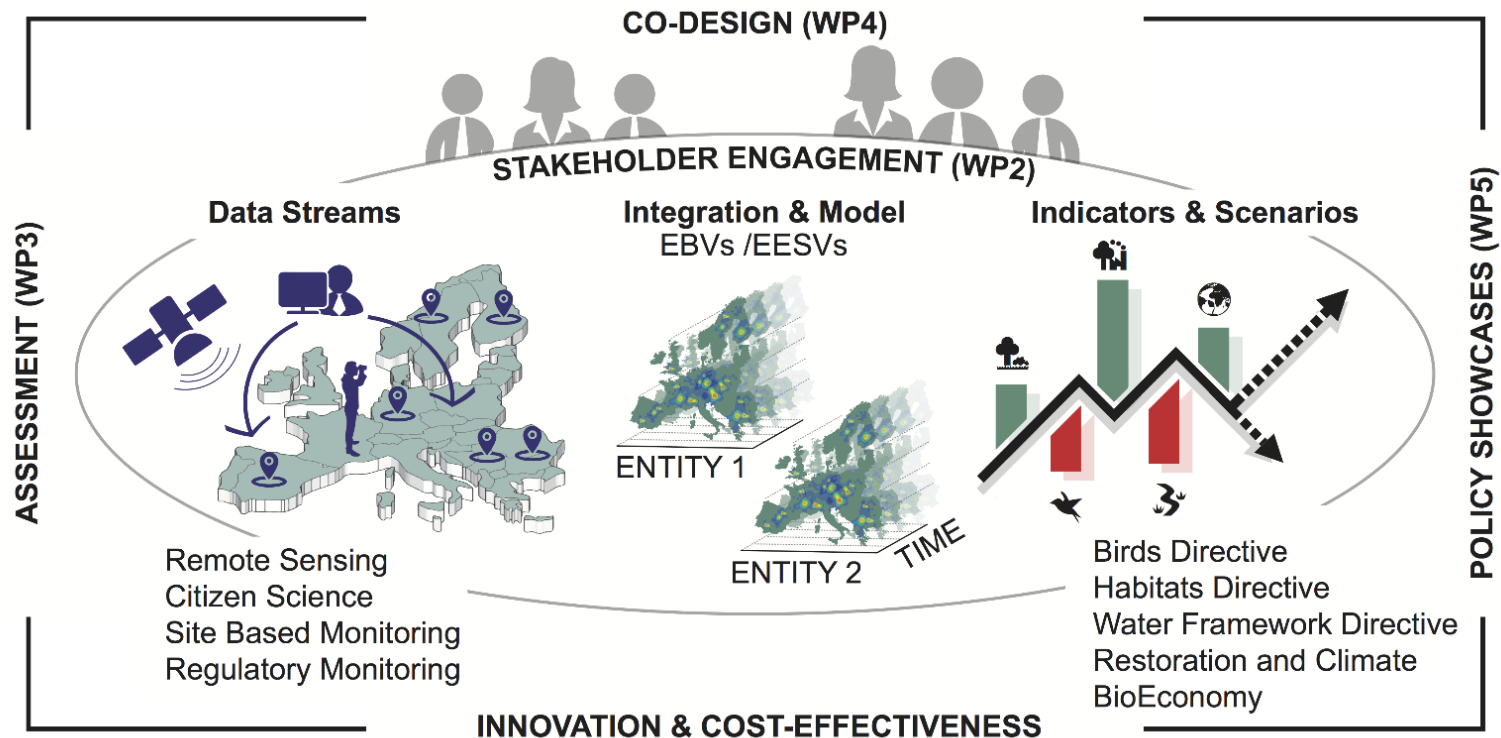 CO-DESIGN (WP4)
STAKEHOLDER ENGAGEMENT (WP2)
ASSESSMENT (WP3)
POLICY SHOWCASES (WP5)
Data Streams
Integration & Model
EBVs /EESVs
Indicators & Scenarios
ENTITY 1
ENTITY 2
TIME
Remote Sensing
Citizen Science
Site Based Monitoring
Regulatory Monitoring
Birds Directive
Habitats Directive
Water Framework Directive
Restoration and Climate
BioEconomy
INNOVATION & COST-EFFECTIVENESS